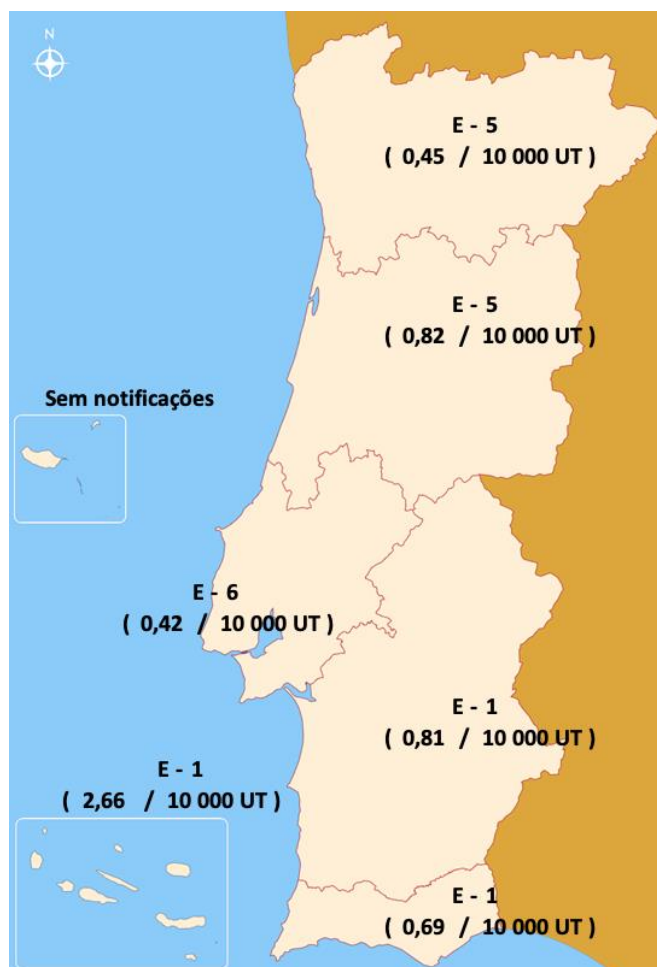 N
E - 5
( 0,45 / 10 000 UT )
E - 5
( 0,82 / 10 000 UT )
Sem notificações
E - 6
( 0,42 / 10 000 UT )
E - 1
( 0,81 / 10 000 UT )
E - 1
( 2,66 / 10 000 UT )
E - 1
( 0,69 / 10 000 UT )